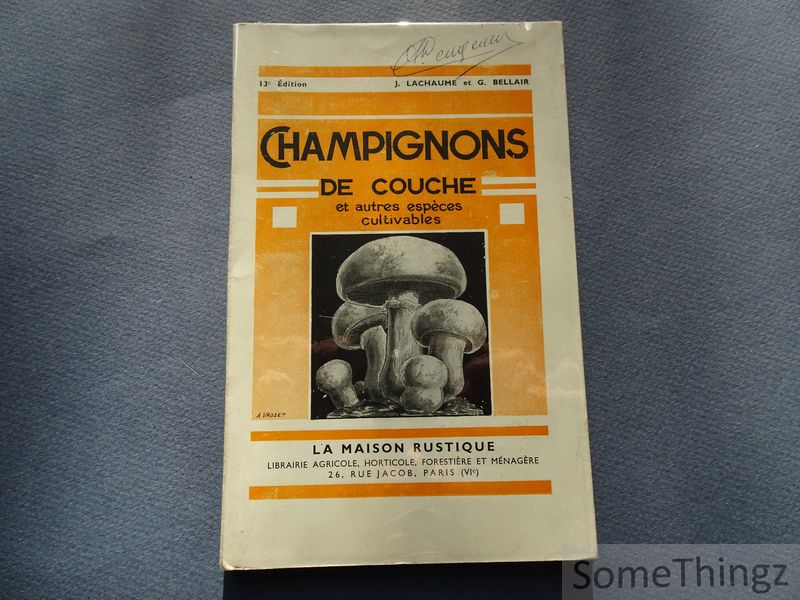 13e Édition J. LACHAUME et G. BELLAIR
CHAMPIGNONS
DE COUCHE
et autres espèces
cultivables
A. VASSET
LA MAISON RUSTIQUE
LIBRAIRIE AGRICOLE, HORTICOLE, FORESTIÈRE ET MÉNAGÈRE
26, RUE JACOB, PARIS (VIe)
SomeThingz